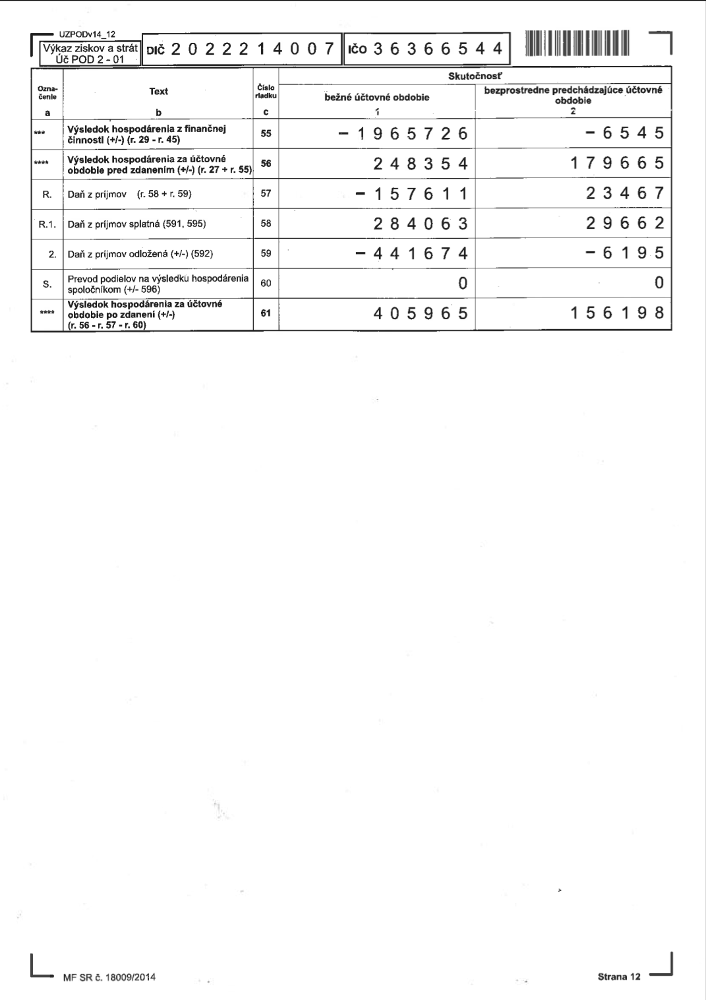 UZPODv14_12
Výkaz ziskov a strát
Úč POD 2 - 01
DIČ 2022214007
IČO 36366544
Ozna-
čenie
a
Text
b
Číslo
riadku
c
Skutočnosť
bežné účtovné obdobie
1
bezprostredne predchádzajúce účtovné
obdobie
2
*** Výsledok hospodárenia z finančnej
činnosti (+/-) (r. 29 - r. 45) 55 -1965726 -6545
**** Výsledok hospodárenia za účtovné
obdobie pred zdanením (+/-) (r. 27 + r. 55) 56 248354 179665
R. Daň z príjmov (r. 58 + r. 59) 57 -157611 23467
R.1. Daň z príjmov splatná (591, 595) 58 284063 29662
2. Daň z príjmov odložená (+/-) (592) 59 -441674 -6195
S. Prevod podielov na výsledku hospodárenia
spoločníkom (+/- 596) 60 0 0
**** Výsledok hospodárenia za účtovné
obdobie po zdanení (+/-)
(r. 56 - r. 57 - r. 60) 61 405965 156198
MF SR č. 18009/2014
Strana 12